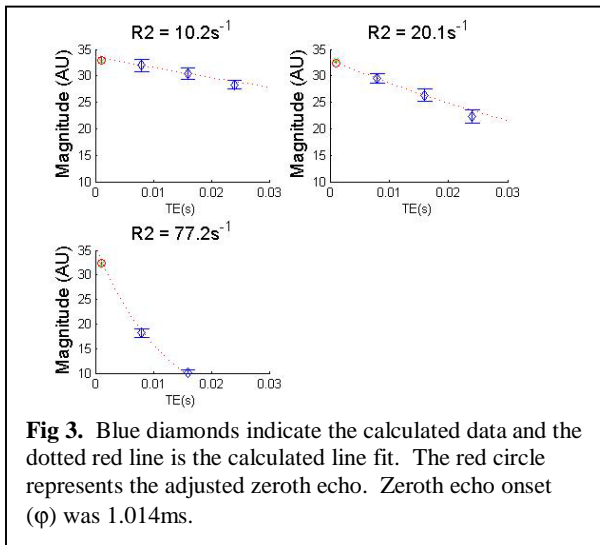 R2 = 10.2s⁻¹
Magnitude (AU)
35
30
25
20
15
10
0 0.01 0.02 0.03
TE(s)
R2 = 20.1s⁻¹
Magnitude (AU)
35
30
25
20
15
10
0 0.01 0.02 0.03
TE(s)
R2 = 77.2s⁻¹
Magnitude (AU)
35
30
25
20
15
10
0 0.01 0.02 0.03
TE(s)
Fig 3. Blue diamonds indicate the calculated data and the
dotted red line is the calculated line fit. The red circle
represents the adjusted zeroth echo. Zeroth echo onset
(φ) was 1.014ms.